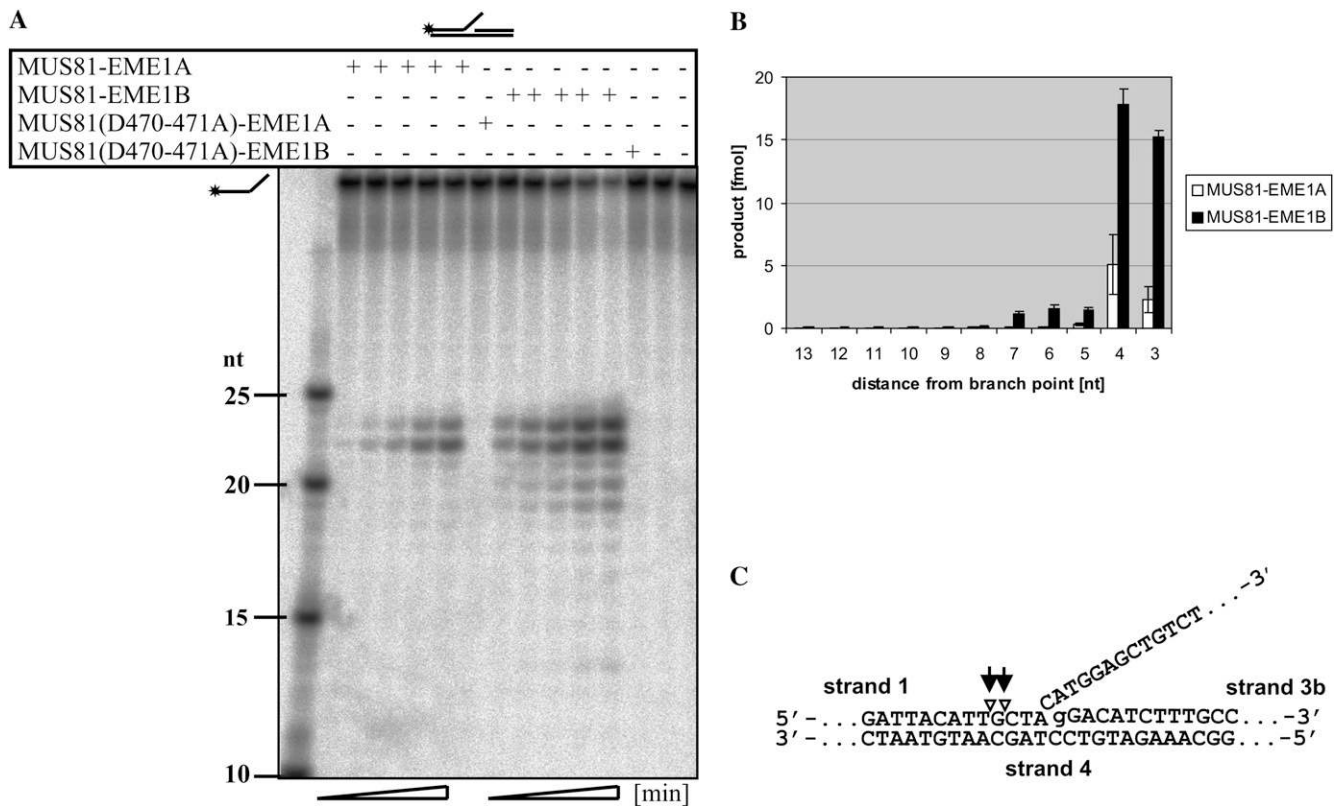 A
MUS81-EME1A + + + + + - - - - - - - - -
MUS81-EME1B - - - - - - + + + + + - - -
MUS81(D470-471A)-EME1A - - - - - + - - - - - - - -
MUS81(D470-471A)-EME1B - - - - - - - - - - - + - -
nt
25
20
15
10
[min]
B
20
15
10
5
0
product [fmol]
13 12 11 10 9 8 7 6 5 4 3
distance from branch point [nt]
MUS81-EME1A
MUS81-EME1B
C
CATGGAGCTGTCT...-3'
strand 1
strand 3b
5'-...GATTACATTGCTA gGACATCTTTGCC...-3'
3'-...CTAATGTAACGATCCTGTAGAAACGG...-5'
strand 4